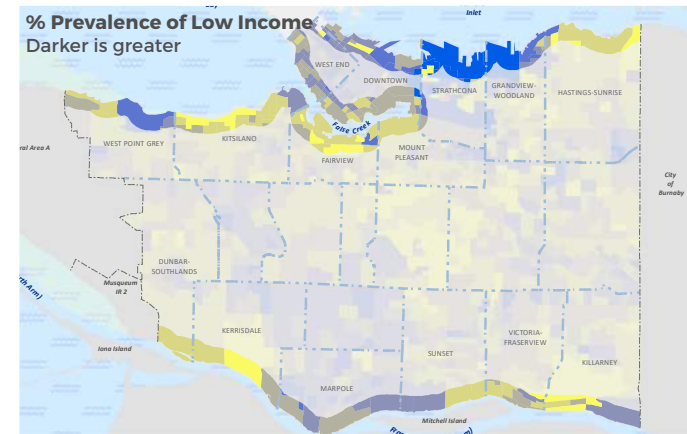 % Prevalence of Low Income
Darker is greater
Inlet
WEST END
DOWNTOWN
STRATHCONA
GRANDVIEW-
WOODLAND
HASTINGS-SUNRISE
False Creek
WEST POINT GREY
KITSILANO
FAIRVIEW
MOUNT
PLEASANT
City
of
Burnaby
DUNBAR-
SOUTHLANDS
Musqueum
IR 2
Iona Island
KERRISDALE
SUNSET
VICTORIA-
FRASERVIEW
KILLARNEY
MARPOLE
Mitchell Island